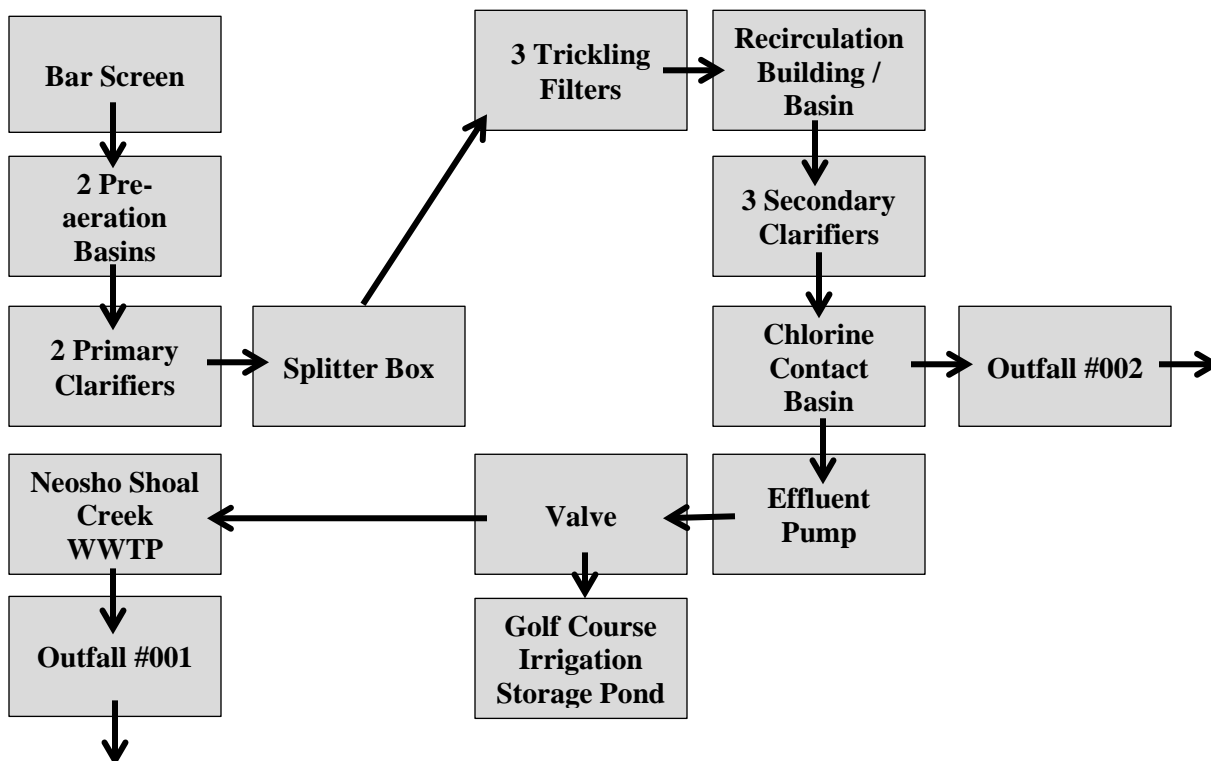 Bar Screen
2 Pre-
aeration
Basins
2 Primary
Clarifiers
Splitter Box
3 Trickling
Filters
Recirculation
Building /
Basin
3 Secondary
Clarifiers
Chlorine
Contact
Basin
Outfall #002
Effluent
Pump
Valve
Neosho Shoal
Creek
WWTP
Outfall #001
Golf Course
Irrigation
Storage Pond